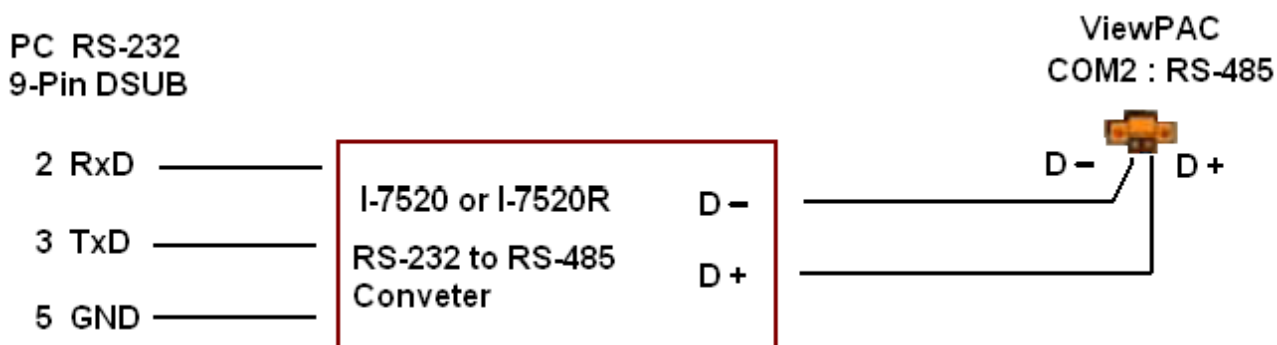 PC RS-232
9-Pin DSUB
ViewPAC
COM2 : RS-485
D- D+
2 RxD
3 TxD
5 GND
I-7520 or I-7520R
RS-232 to RS-485
Conveter
D-
D+